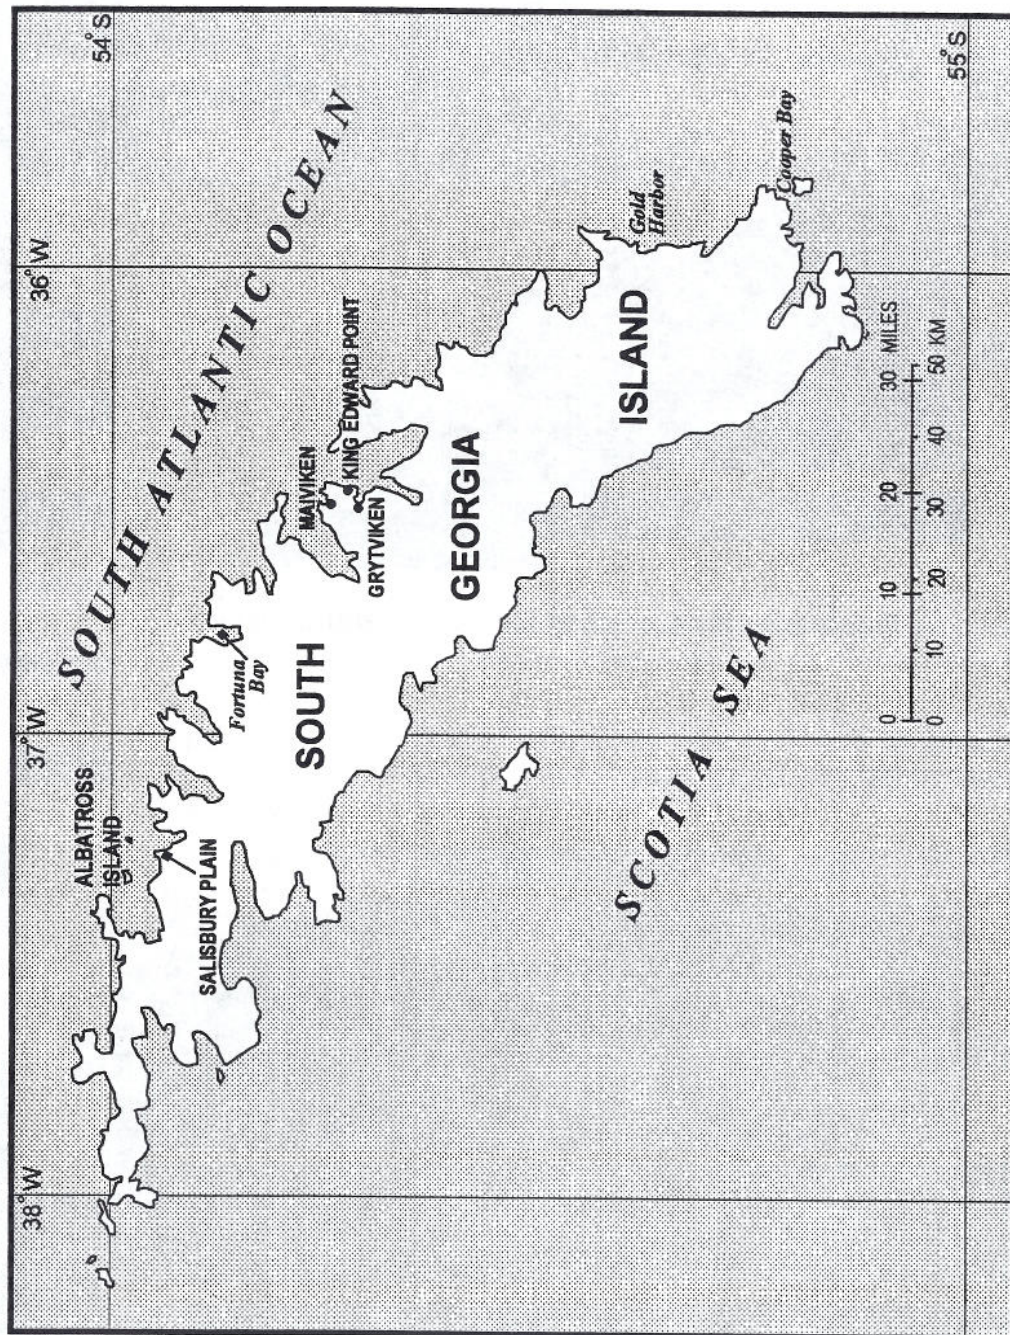 38° W
37° W
36° W
54° S
55° S
SOUTH ATLANTIC OCEAN
ALBATROSS
ISLAND
SALISBURY PLAIN
Fortuna
Bay
MAIVIKEN
KING EDWARD POINT
GRYTVIKEN
SOUTH
GEORGIA
ISLAND
Gold
Harbor
Cooper Bay
SCOTIA SEA
0 10 20 30 MILES
0 10 20 30 40 50 KM